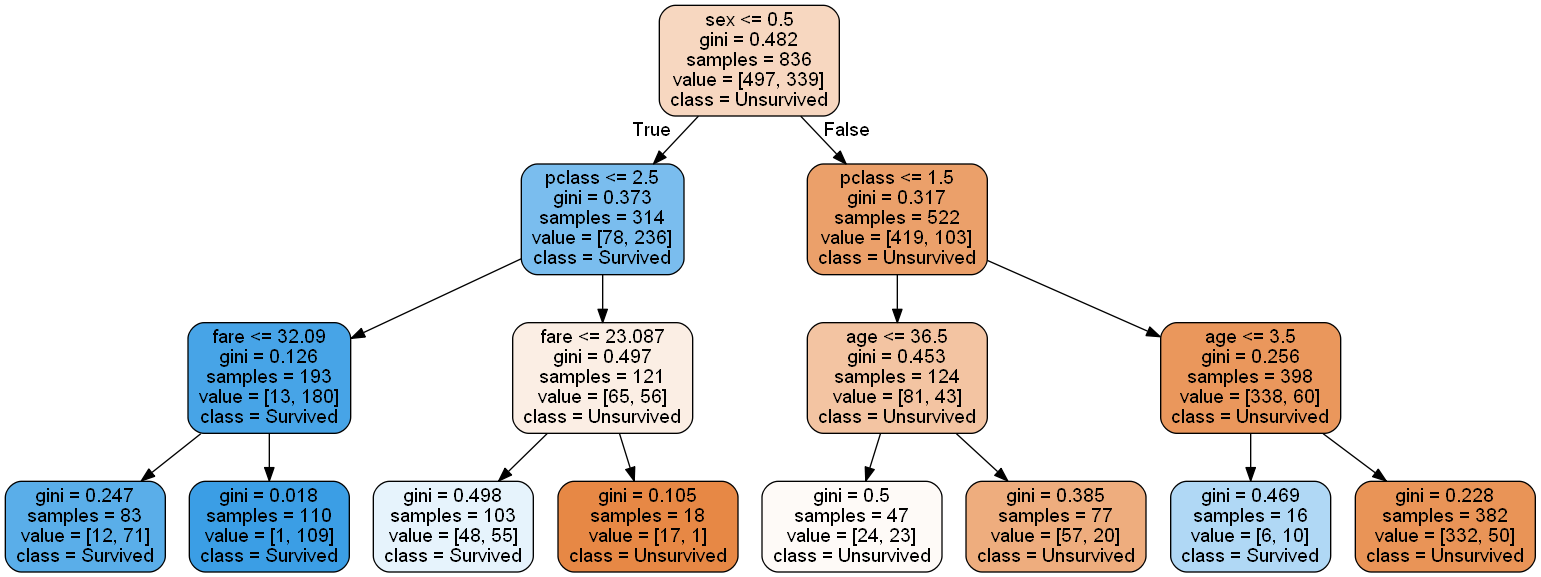 sex <= 0.5
gini = 0.482
samples = 836
value = [497, 339]
class = Unsurvived
True
False
pclass <= 2.5
gini = 0.373
samples = 314
value = [78, 236]
class = Survived
pclass <= 1.5
gini = 0.317
samples = 522
value = [419, 103]
class = Unsurvived
fare <= 32.09
gini = 0.126
samples = 193
value = [13, 180]
class = Survived
fare <= 23.087
gini = 0.497
samples = 121
value = [65, 56]
class = Unsurvived
age <= 36.5
gini = 0.453
samples = 124
value = [81, 43]
class = Unsurvived
age <= 3.5
gini = 0.256
samples = 398
value = [338, 60]
class = Unsurvived
gini = 0.247
samples = 83
value = [12, 71]
class = Survived
gini = 0.018
samples = 110
value = [1, 109]
class = Survived
gini = 0.498
samples = 103
value = [48, 55]
class = Survived
gini = 0.105
samples = 18
value = [17, 1]
class = Unsurvived
gini = 0.5
samples = 47
value = [24, 23]
class = Unsurvived
gini = 0.385
samples = 77
value = [57, 20]
class = Unsurvived
gini = 0.469
samples = 16
value = [6, 10]
class = Survived
gini = 0.228
samples = 382
value = [332, 50]
class = Unsurvived